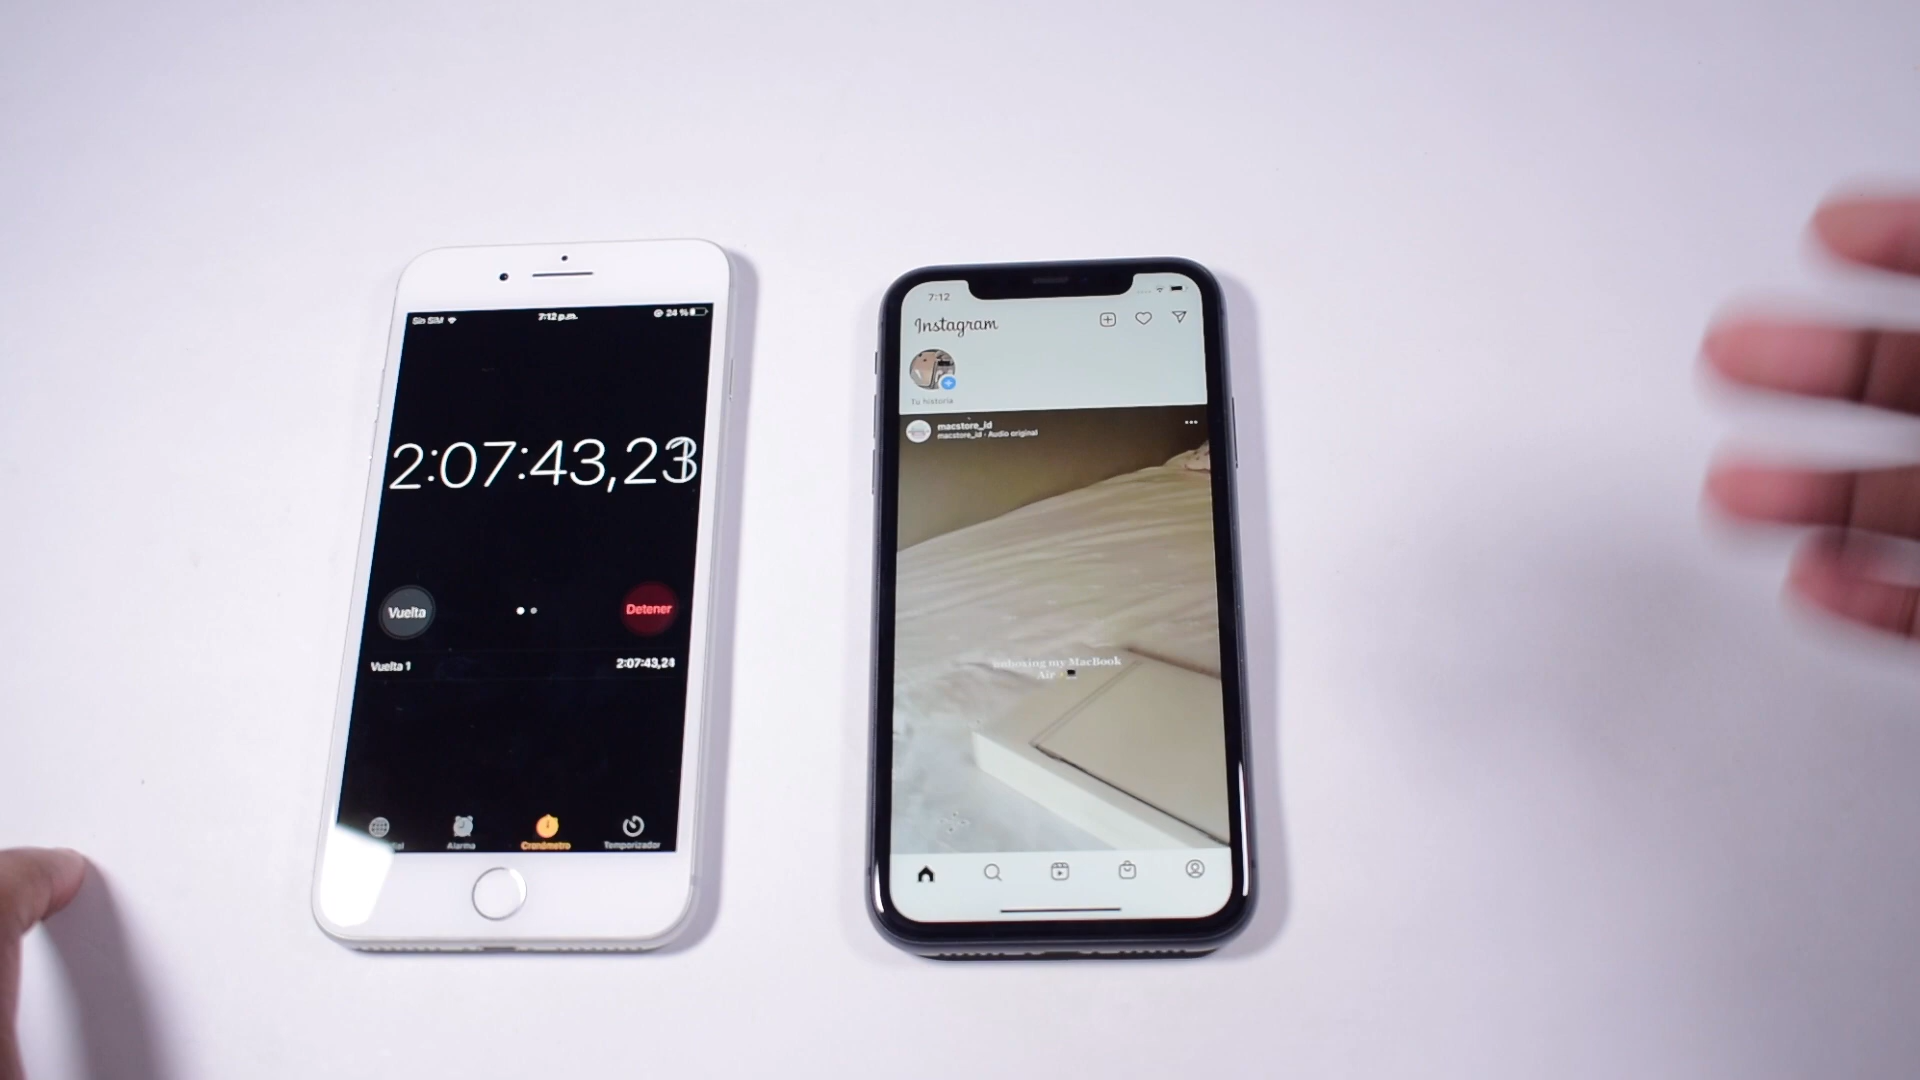 Sin SIM
7:12 p.m.
24 %
2:07:43,23
Vuelta
Detener
Vuelta 1
2:07:43,23
Alarma
Cronómetro
Temporizador
7:12
Instagram
Tu historia
macstore_id
macstore_id · Audio original
unboxing my MacBook
Air